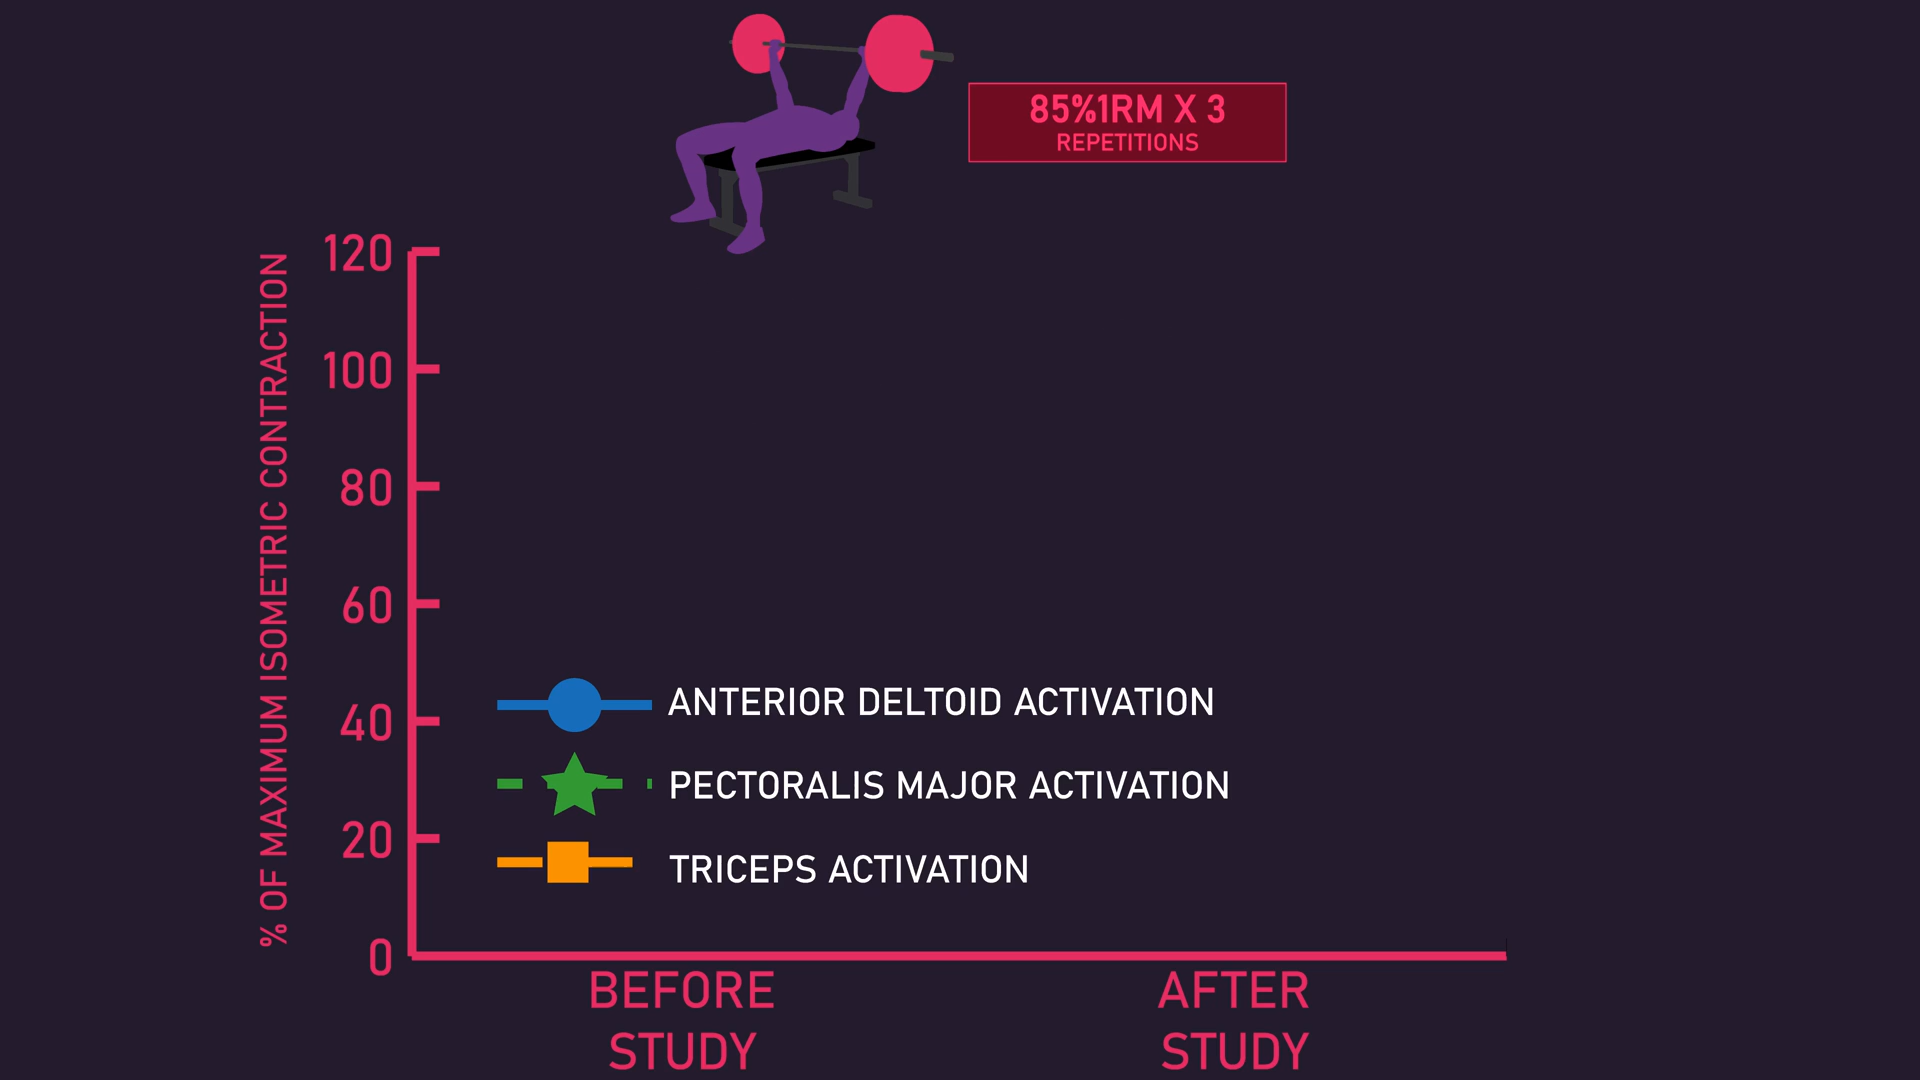 85%1RM X 3
REPETITIONS
% OF MAXIMUM ISOMETRIC CONTRACTION
120
100
80
60
40
20
0
ANTERIOR DELTOID ACTIVATION
PECTORALIS MAJOR ACTIVATION
TRICEPS ACTIVATION
BEFORE
STUDY
AFTER
STUDY